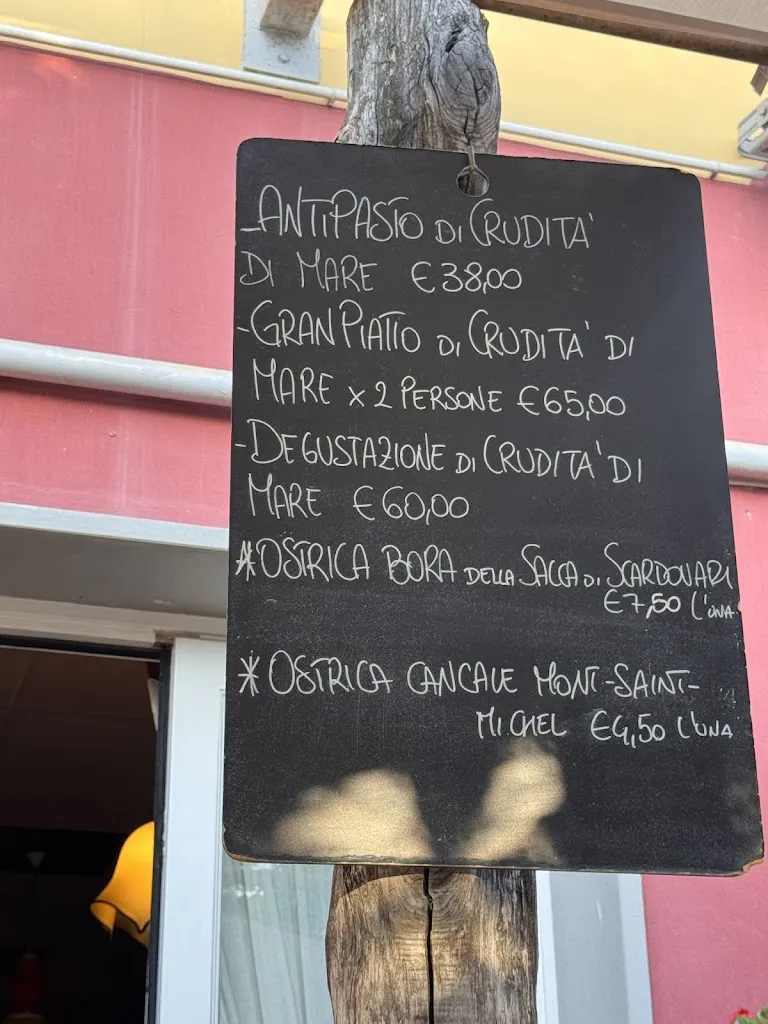 -ANTIPASTO DI CRUDITA'
DI MARE €38,00
-GRAN PIATTO DI CRUDITA' DI
MARE x 2 PERSONE €65,00
-DEGUSTAZIONE DI CRUDITA' DI
MARE €60,00
*OSTRICA BORA DELLA SACCA DI SCARDOVARI
€7,50 L'UNA
*OSTRICA CANCALE MONT-SAINT-
MICHEL €4,50 L'UNA